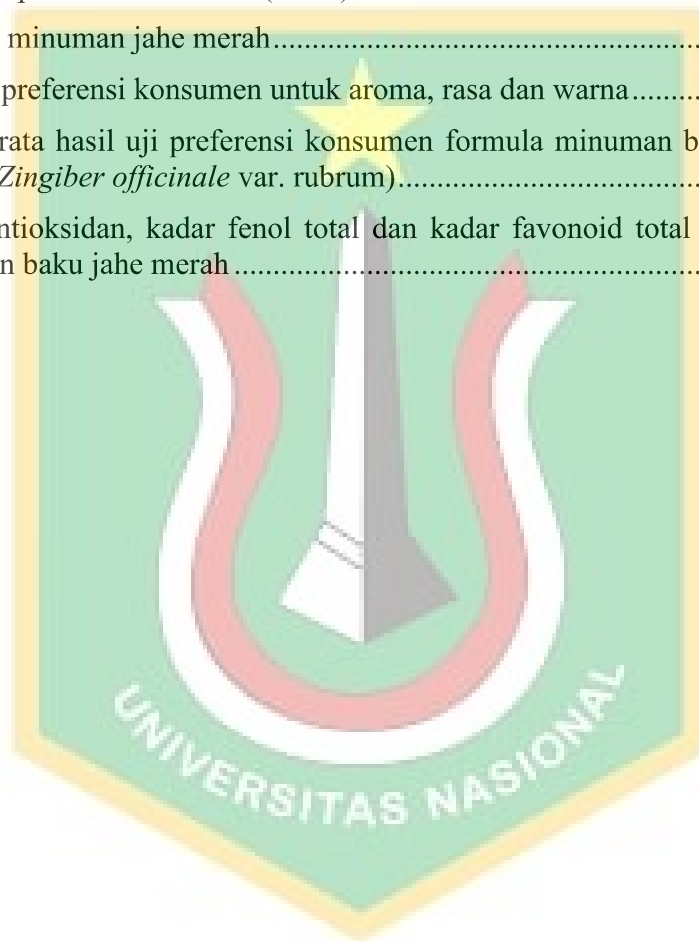 minuman jahe merah......................................................
preferensi konsumen untuk aroma, rasa dan warna.........
rata hasil uji preferensi konsumen formula minuman b
Zingiber officinale var. rubrum).......................................
ntioksidan, kadar fenol total dan kadar favonoid total
n baku jahe merah............................................................
UNIVERSITAS NASIONAL